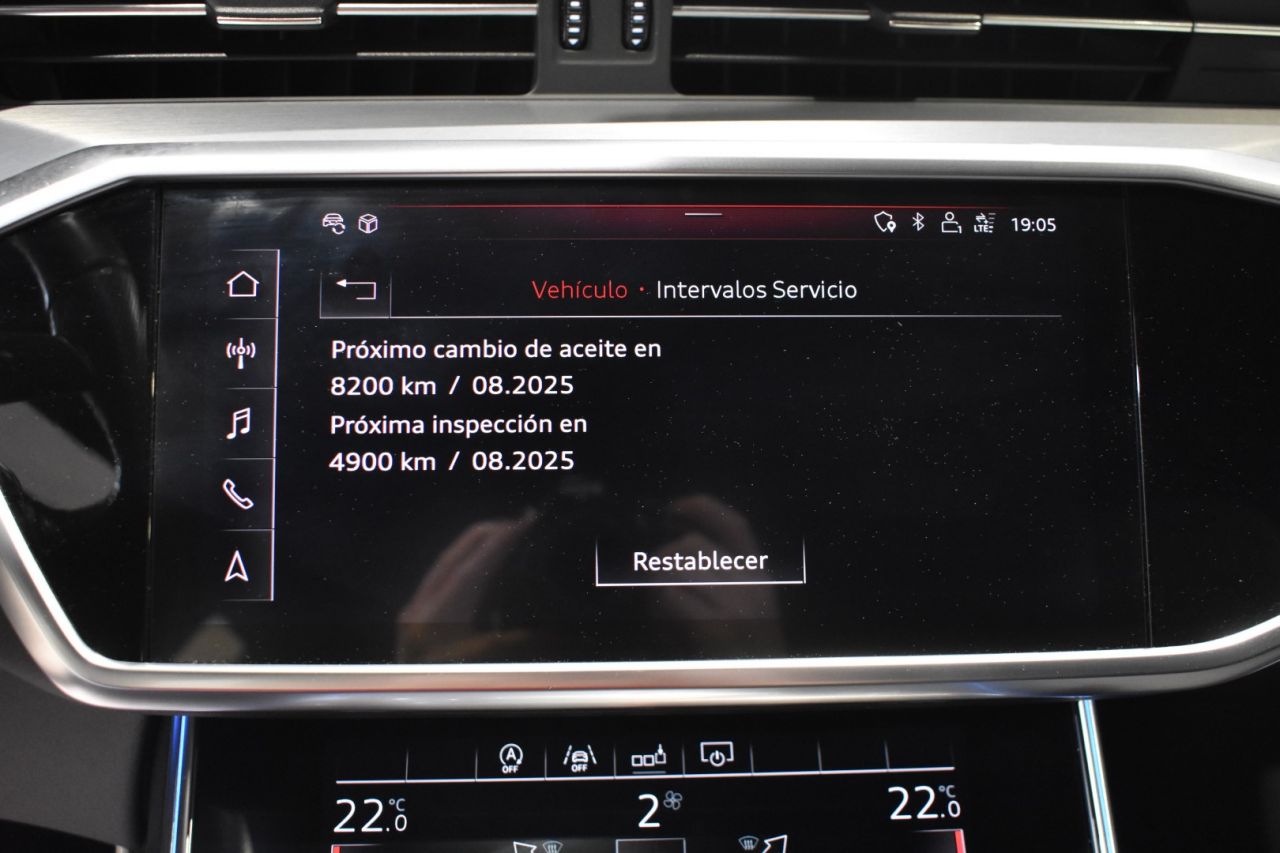 LTE 19:05
Vehículo · Intervalos Servicio
Próximo cambio de aceite en
8200 km / 08.2025
Próxima inspección en
4900 km / 08.2025
Restablecer
A
OFF OFF
22.0 °C 2 22.0 °C